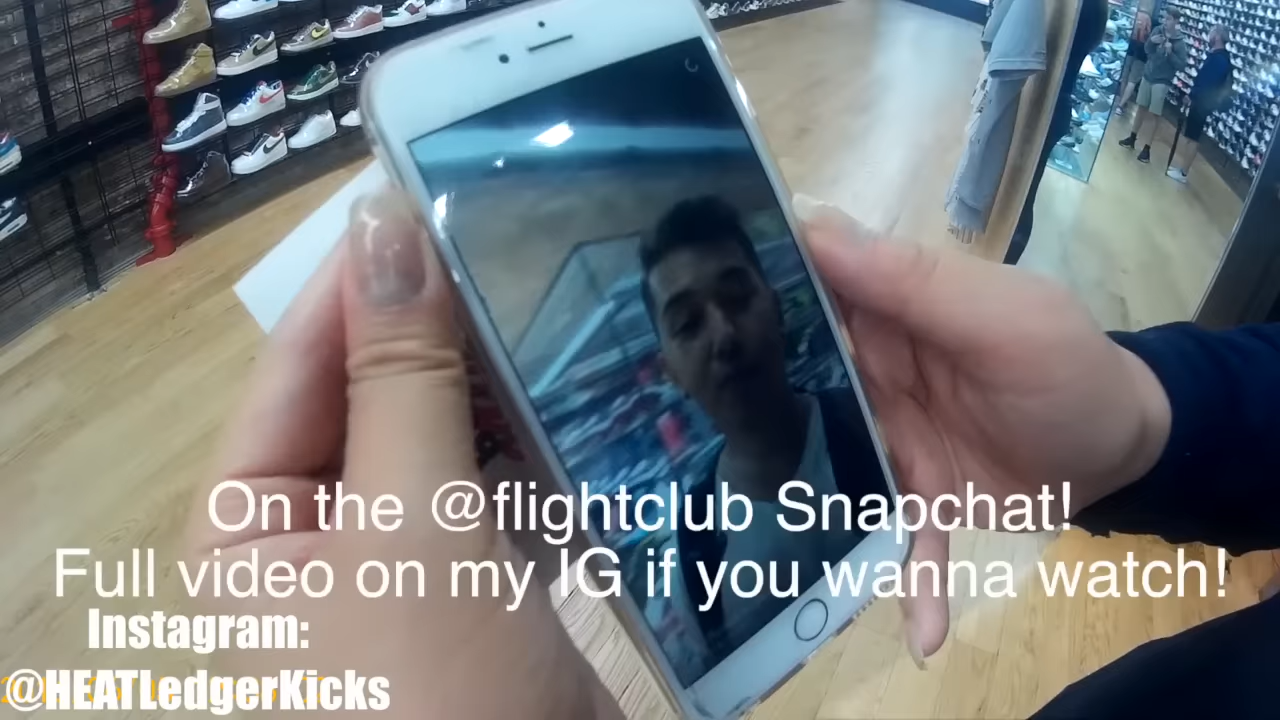 On the @flightclub Snapchat!
Full video on my IG if you wanna watch!
Instagram:
@HEATLedgerKicks